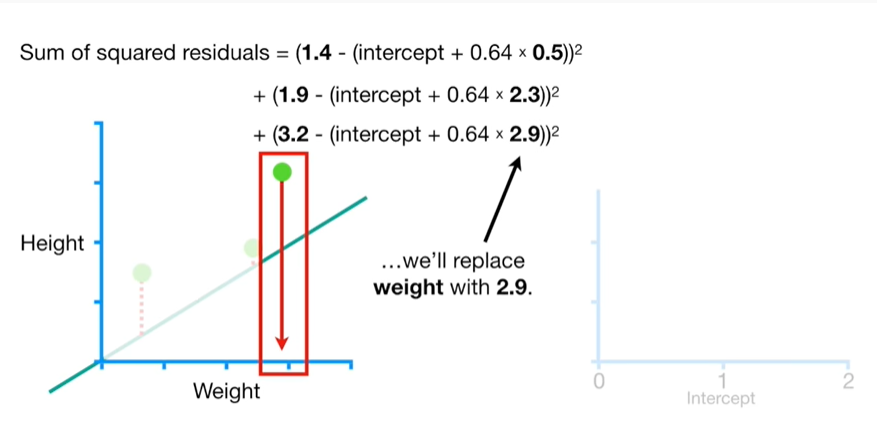 Sum of squared residuals = (1.4 - (intercept + 0.64 × 0.5))²
+ (1.9 - (intercept + 0.64 × 2.3))²
+ (3.2 - (intercept + 0.64 × 2.9))²
Height
...we'll replace
weight with 2.9.
Weight
0
1
2
Intercept